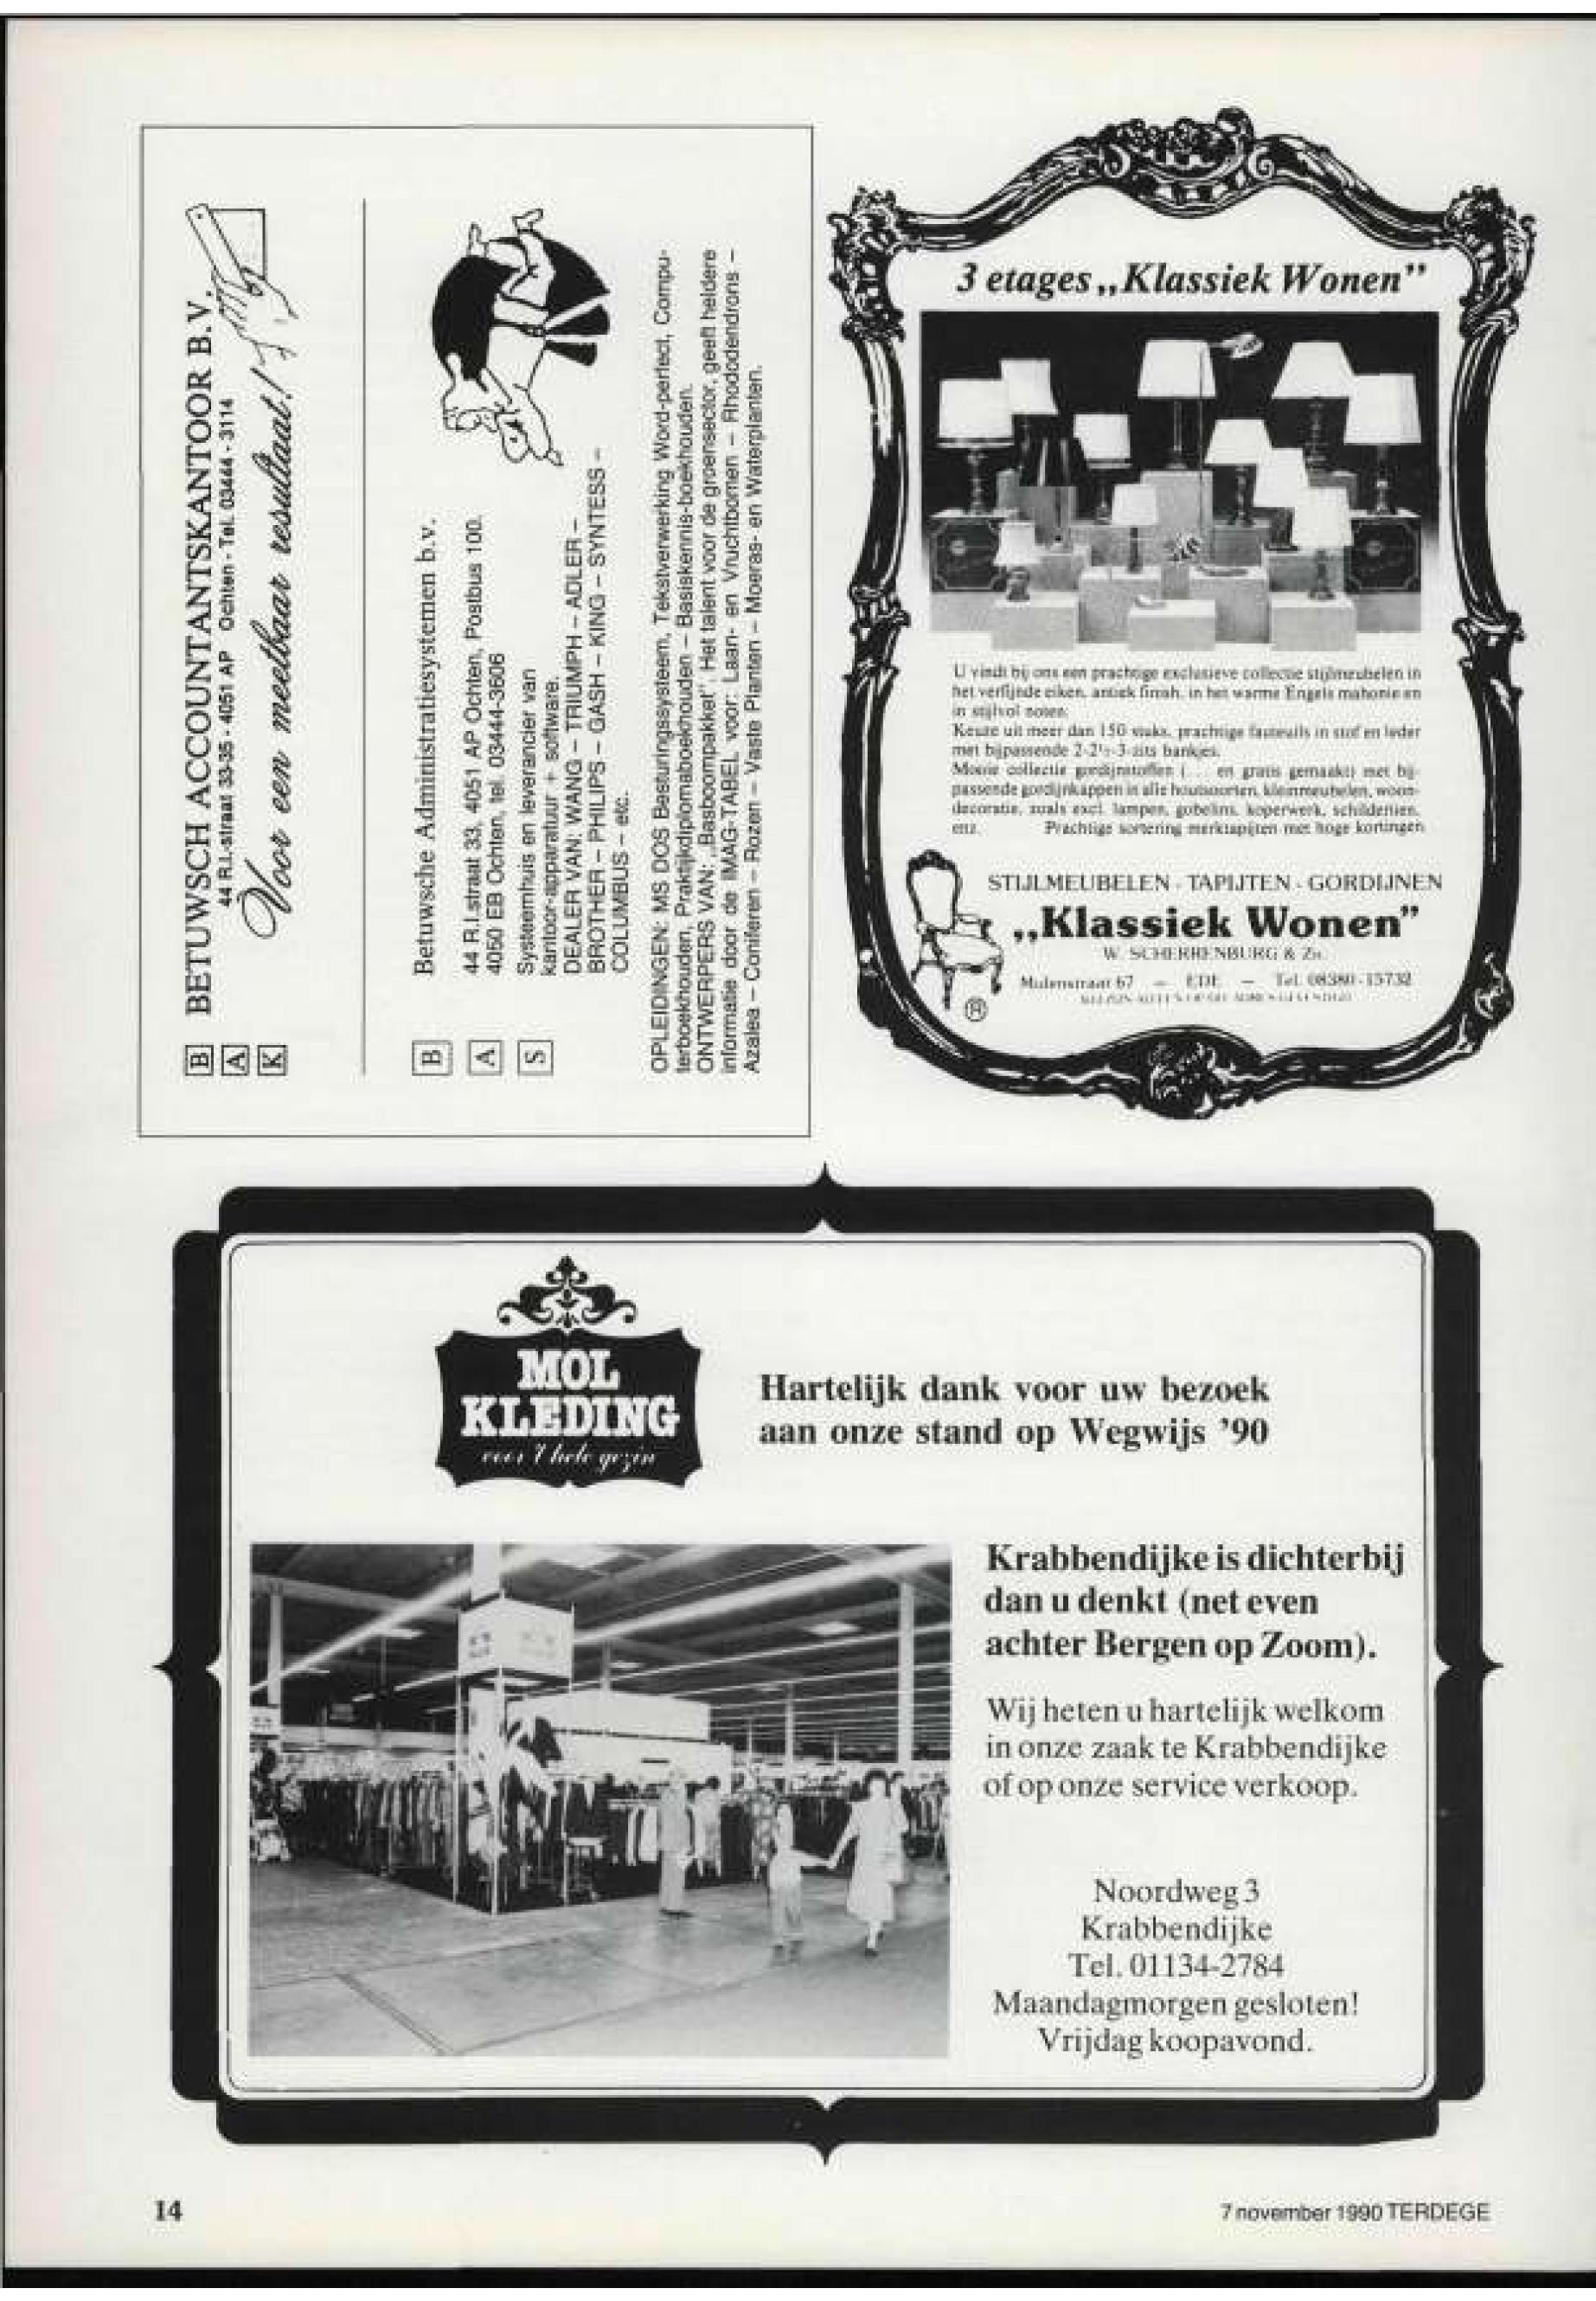 B
A
K
BETUWSCH ACCOUNTANTSKANTOOR B.V.
44 R.I.-straat 33-35 - 4051 AP Ochten - Tel. 03444 - 3114
Voor een meetbaar resultaat!
B
A
S
Betuwsche Administratiesystemen b.v.
44 R.I.straat 33, 4051 AP Ochten, Postbus 100,
4050 EB Ochten, tel. 03444-3606
Systeemhuis en leverancier van
kantoor-apparatuur + software.
DEALER VAN: WANG – TRIUMPH – ADLER –
BROTHER – PHILIPS – GASH – KING – SYNTESS –
COLUMBUS – etc.
OPLEIDINGEN: MS DOS Besturingssysteem, Tekstverwerking Word-perfect, Compu-
terboekhouden, Praktijkdiplomaboekhouden – Basiskennis-boekhouden.
ONTWERPERS VAN: „Basboompakket". Het talent voor de groensector, geeft heldere
informatie door de IMAG-TABEL voor: Laan- en Vruchtbomen – Rhododendrons –
Azalea – Coniferen – Rozen – Vaste Planten – Moeras- en Waterplanten.
3 etages „Klassiek Wonen"
U vindt bij ons een prachtige exclusieve collectie stijlmeubelen in
het verfijnde eiken, antiek finish, in het warme Engels mahonie en
in stijlvol noten.
Keuze uit meer dan 150 stuks, prachtige fauteuils in stof en leder
met bijpassende 2-2½-3-zits bankjes.
Mooie collectie gordijnstoffen (... en gratis gemaakt) met bij-
passende gordijnkappen in alle houtsoorten, kleinmeubelen, woon-
decoratie, zoals excl. lampen, gobelins, koperwerk, schilderijen,
enz. Prachtige sortering merktapijten met hoge kortingen
STIJLMEUBELEN - TAPIJTEN - GORDIJNEN
„Klassiek Wonen"
W. SCHERRENBURG & Zn.
Molenstraat 67 – EDE – Tel. 08380-15732
®
MOL
KLEDING
voor 't hele gezin
Hartelijk dank voor uw bezoek
aan onze stand op Wegwijs '90
Krabbendijke is dichterbij
dan u denkt (net even
achter Bergen op Zoom).
Wij heten u hartelijk welkom
in onze zaak te Krabbendijke
of op onze service verkoop.
Noordweg 3
Krabbendijke
Tel. 01134-2784
Maandagmorgen gesloten!
Vrijdag koopavond.
14
7 november 1990 TERDEGE